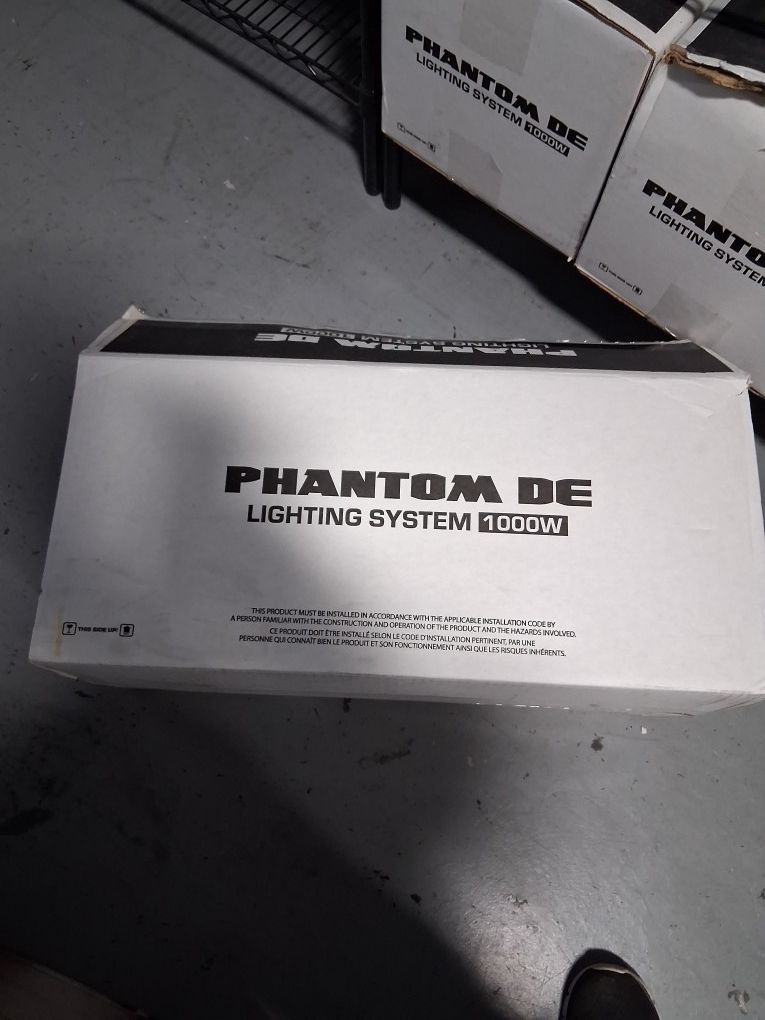 PHANTOM DE
LIGHTING SYSTEM 1000W
PHANTO
LIGHTING SYSTEM
PHANTOM DE
LIGHTING SYSTEM 1000W
PHANTOM DE
LIGHTING SYSTEM 1000W
THIS PRODUCT MUST BE INSTALLED IN ACCORDANCE WITH THE APPLICABLE INSTALLATION CODE BY
A PERSON FAMILIAR WITH THE CONSTRUCTION AND OPERATION OF THE PRODUCT AND THE HAZARDS INVOLVED.
CE PRODUIT DOIT ÊTRE INSTALLÉ SELON LE CODE D'INSTALLATION PERTINENT, PAR UNE
PERSONNE QUI CONNAÎT BIEN LE PRODUIT ET SON FONCTIONNEMENT AINSI QUE LES RISQUES INHÉRENTS.
THIS SIDE UP!